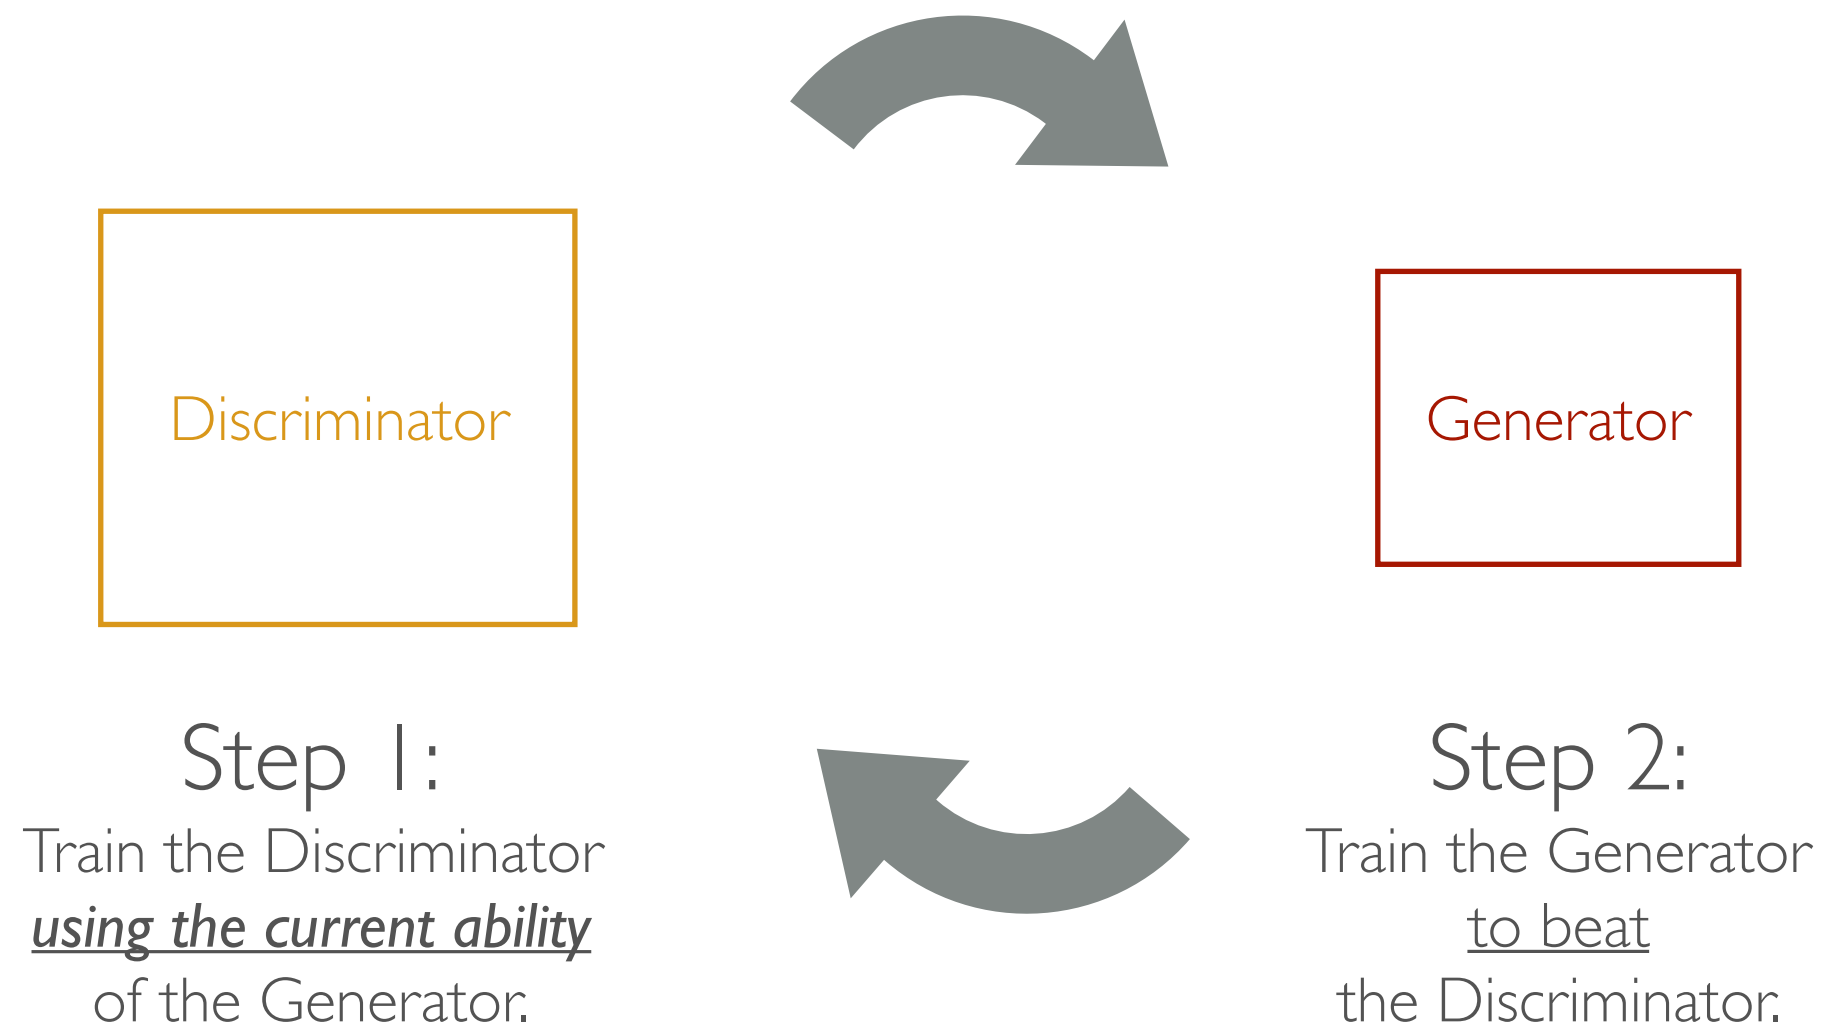 Discriminator
Generator
Step 1:
Train the Discriminator
using the current ability
of the Generator.
Step 2:
Train the Generator
to beat
the Discriminator.